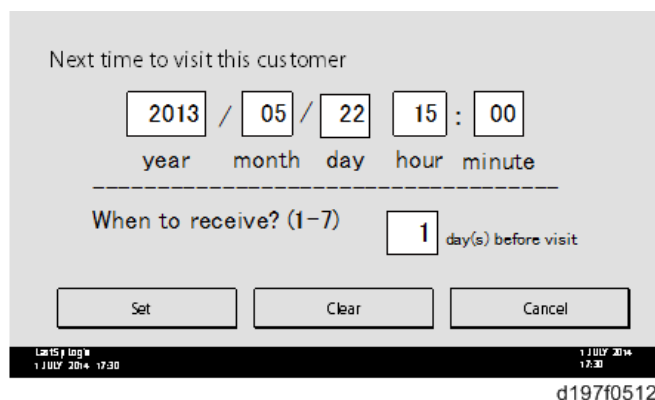 Next time to visit this customer
2013 / 05 / 22 15 : 00
year month day hour minute
When to receive? (1-7) 1 day(s) before visit
Set Clear Cancel
1 JULY 2014
1 JULY 2014 17:30 17:30
d197f0512